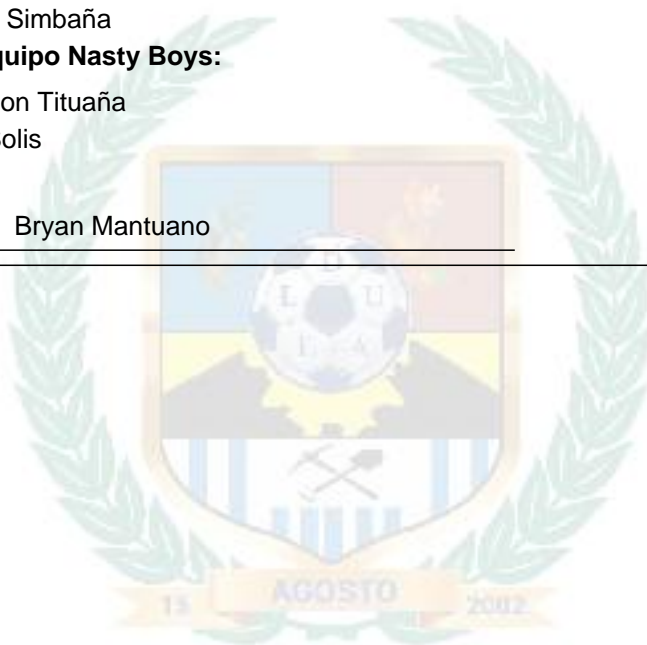 Simbaña
quipo Nasty Boys:
on Tituaña
olis
Bryan Mantuano
D
L U
E A
AGOSTO
15 2002